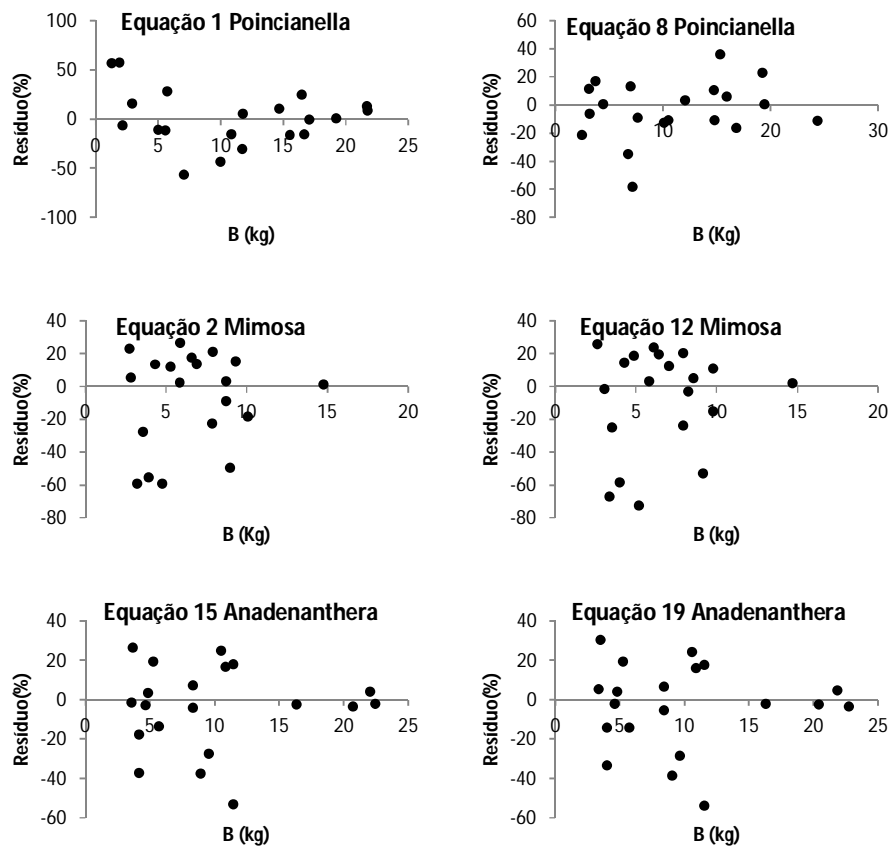 Equação 1 Poincianella
100
50
0
-50
-100
0 5 10 15 20 25
Resíduo(%)
B (kg)
Equação 8 Poincianella
60
40
20
0
-20
-40
-60
-80
0 10 20 30
Resíduo(%)
B (Kg)
Equação 2 Mimosa
40
20
0
-20
-40
-60
-80
0 5 10 15 20
Resíduo(%)
B (Kg)
Equação 12 Mimosa
40
20
0
-20
-40
-60
-80
0 5 10 15 20
Resíduo(%)
B (kg)
Equação 15 Anadenanthera
40
20
0
-20
-40
-60
0 5 10 15 20 25
Resíduo(%)
B (kg)
Equação 19 Anadenanthera
40
20
0
-20
-40
-60
0 5 10 15 20 25
Resíduo(%)
B (kg)